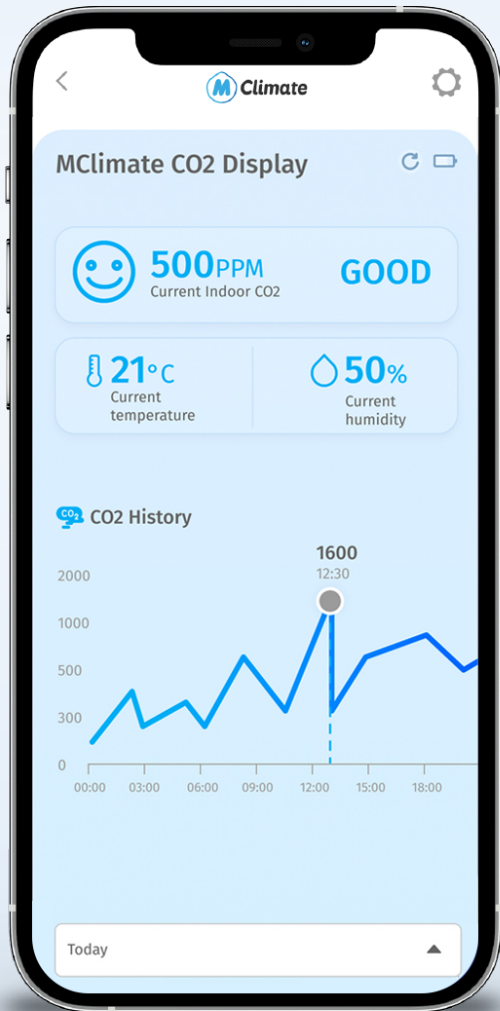 M Climate
MClimate CO2 Display
500PPM
Current Indoor CO2
GOOD
21°C
Current
temperature
50%
Current
humidity
CO2 CO2 History
1600
12:30
2000
1000
500
300
0
00:00 03:00 06:00 09:00 12:00 15:00 18:00
Today